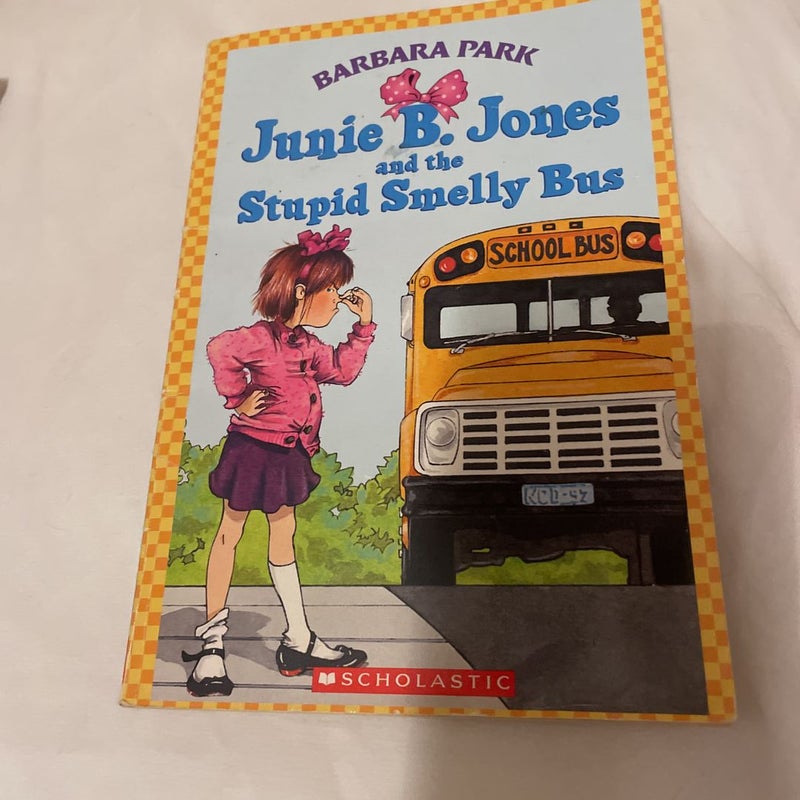 BARBARA PARK
Junie B. Jones
and the
Stupid Smelly Bus
SCHOOL BUS
SCHOLASTIC